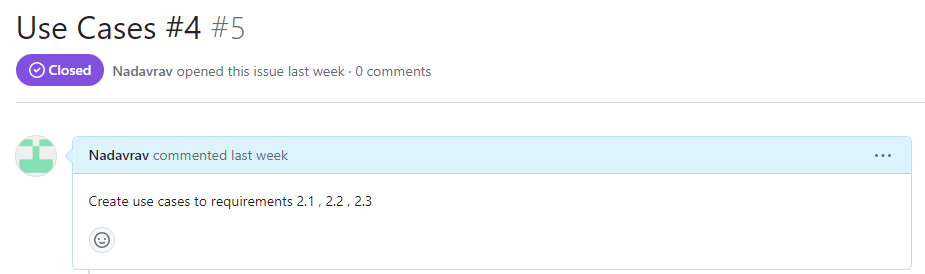 Use Cases #4 #5
Closed Nadavrav opened this issue last week · 0 comments
Nadavrav commented last week
Create use cases to requirements 2.1 , 2.2 , 2.3